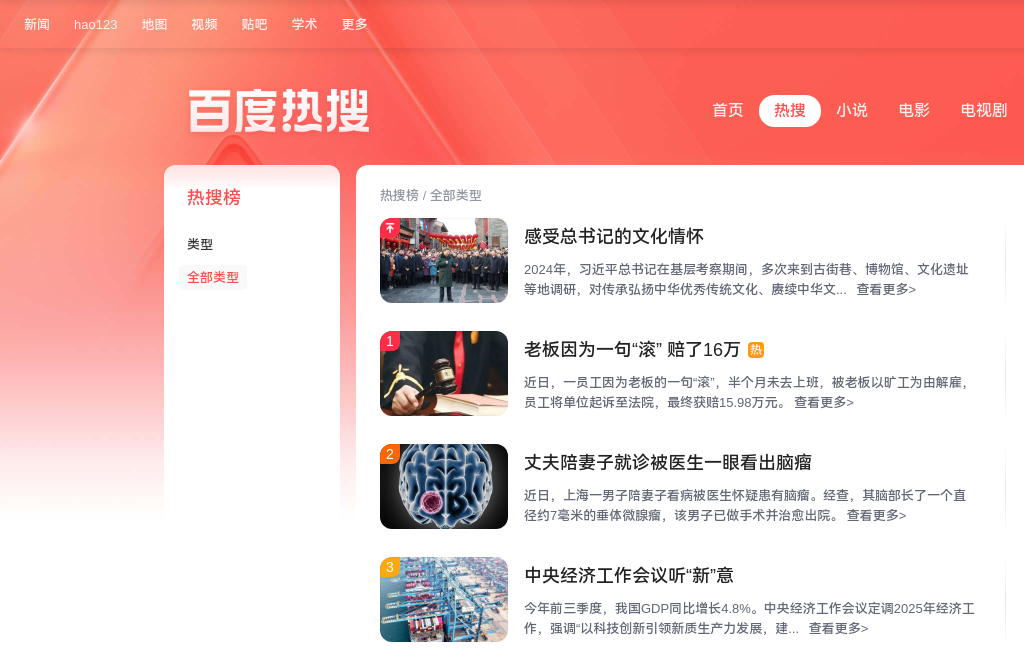 新闻 hao123 地图 视频 贴吧 学术 更多
百度热搜
首页 热搜 小说 电影 电视剧
热搜榜
类型
全部类型
热搜榜 / 全部类型
感受总书记的文化情怀
2024年，习近平总书记在基层考察期间，多次来到古街巷、博物馆、文化遗址
等地调研，对传承弘扬中华优秀传统文化、赓续中华文... 查看更多>
1
老板因为一句“滚” 赔了16万 热
近日，一员工因为老板的一句“滚”，半个月未去上班，被老板以旷工为由解雇，
员工将单位起诉至法院，最终获赔15.98万元。 查看更多>
2
丈夫陪妻子就诊被医生一眼看出脑瘤
近日，上海一男子陪妻子看病被医生怀疑患有脑瘤。经查，其脑部长了一个直
径约7毫米的垂体微腺瘤，该男子已做手术并治愈出院。 查看更多>
3
中央经济工作会议听“新”意
今年前三季度，我国GDP同比增长4.8%。中央经济工作会议定调2025年经济工
作，强调“以科技创新引领新质生产力发展，建... 查看更多>